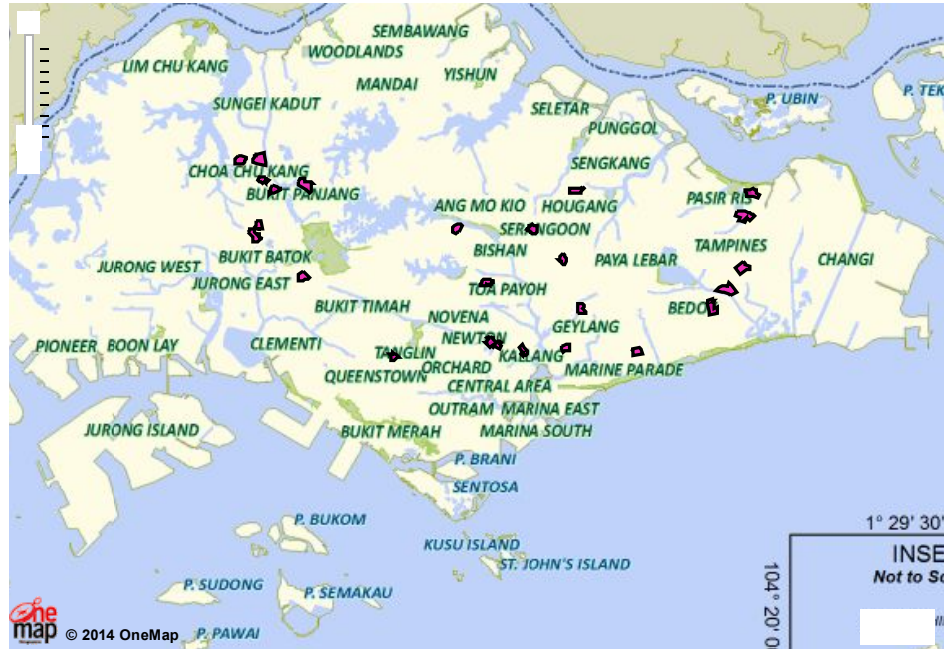 SEMBAWANG
WOODLANDS
LIM CHU KANG
MANDAI
YISHUN
SUNGEI KADUT
SELETAR
P. UBIN
P. TEK
PUNGGOL
SENGKANG
CHOA CHU KANG
BUKIT PANJANG
ANG MO KIO
HOUGANG
PASIR RIS
SERANGOON
BISHAN
TAMPINES
BUKIT BATOK
PAYA LEBAR
CHANGI
JURONG WEST
JURONG EAST
TOA PAYOH
BUKIT TIMAH
NOVENA
BEDOK
GEYLANG
PIONEER
BOON LAY
CLEMENTI
NEWTON
TANGLIN
KALLANG
ORCHARD
MARINE PARADE
QUEENSTOWN
CENTRAL AREA
OUTRAM
MARINA EAST
JURONG ISLAND
BUKIT MERAH
MARINA SOUTH
P. BRANI
SENTOSA
P. BUKOM
1° 29' 30'
KUSU ISLAND
INSE
ST. JOHN'S ISLAND
Not to Sc
104° 20' 0
P. SUDONG
P. SEMAKAU
One
map
© 2014 OneMap
P. PAWAI